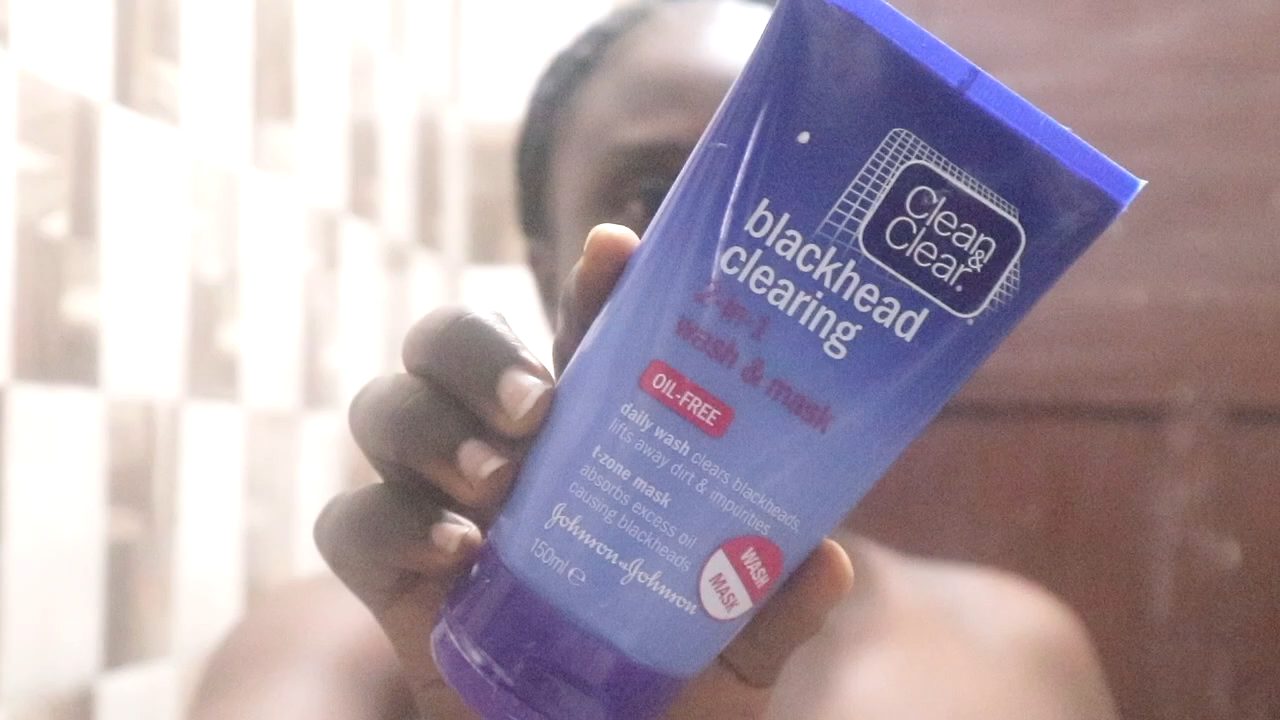 Clean &
Clear®
blackhead
clearing
2-in-1
wash & mask
OIL-FREE
daily wash clears blackheads,
lifts away dirt & impurities
t-zone mask
absorbs excess oil
causing blackheads
Johnson & Johnson
150ml ℮
WASH
MASK